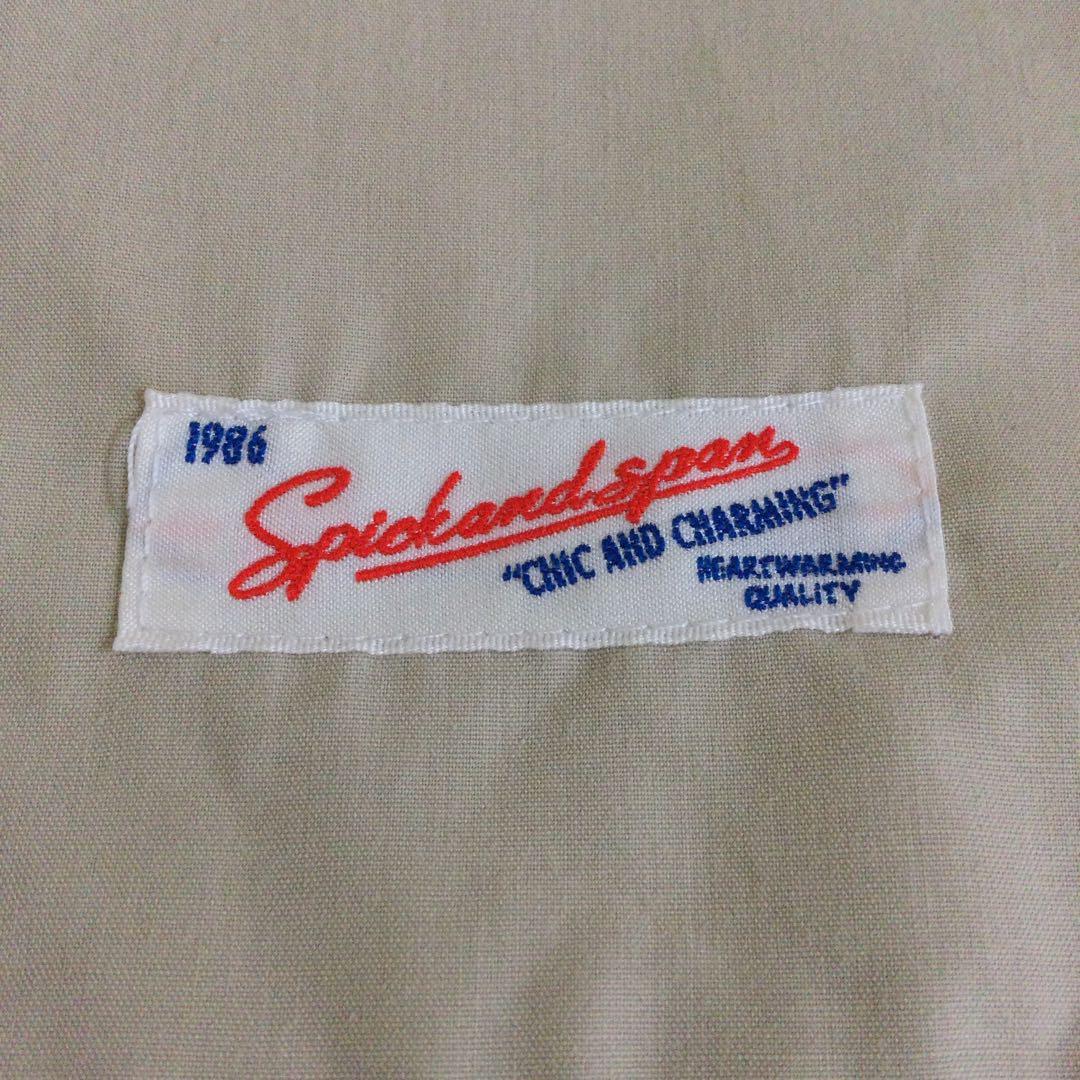 1986
Spickandspan
"CHIC AND CHARMING"
HEARTWARMING
QUALITY